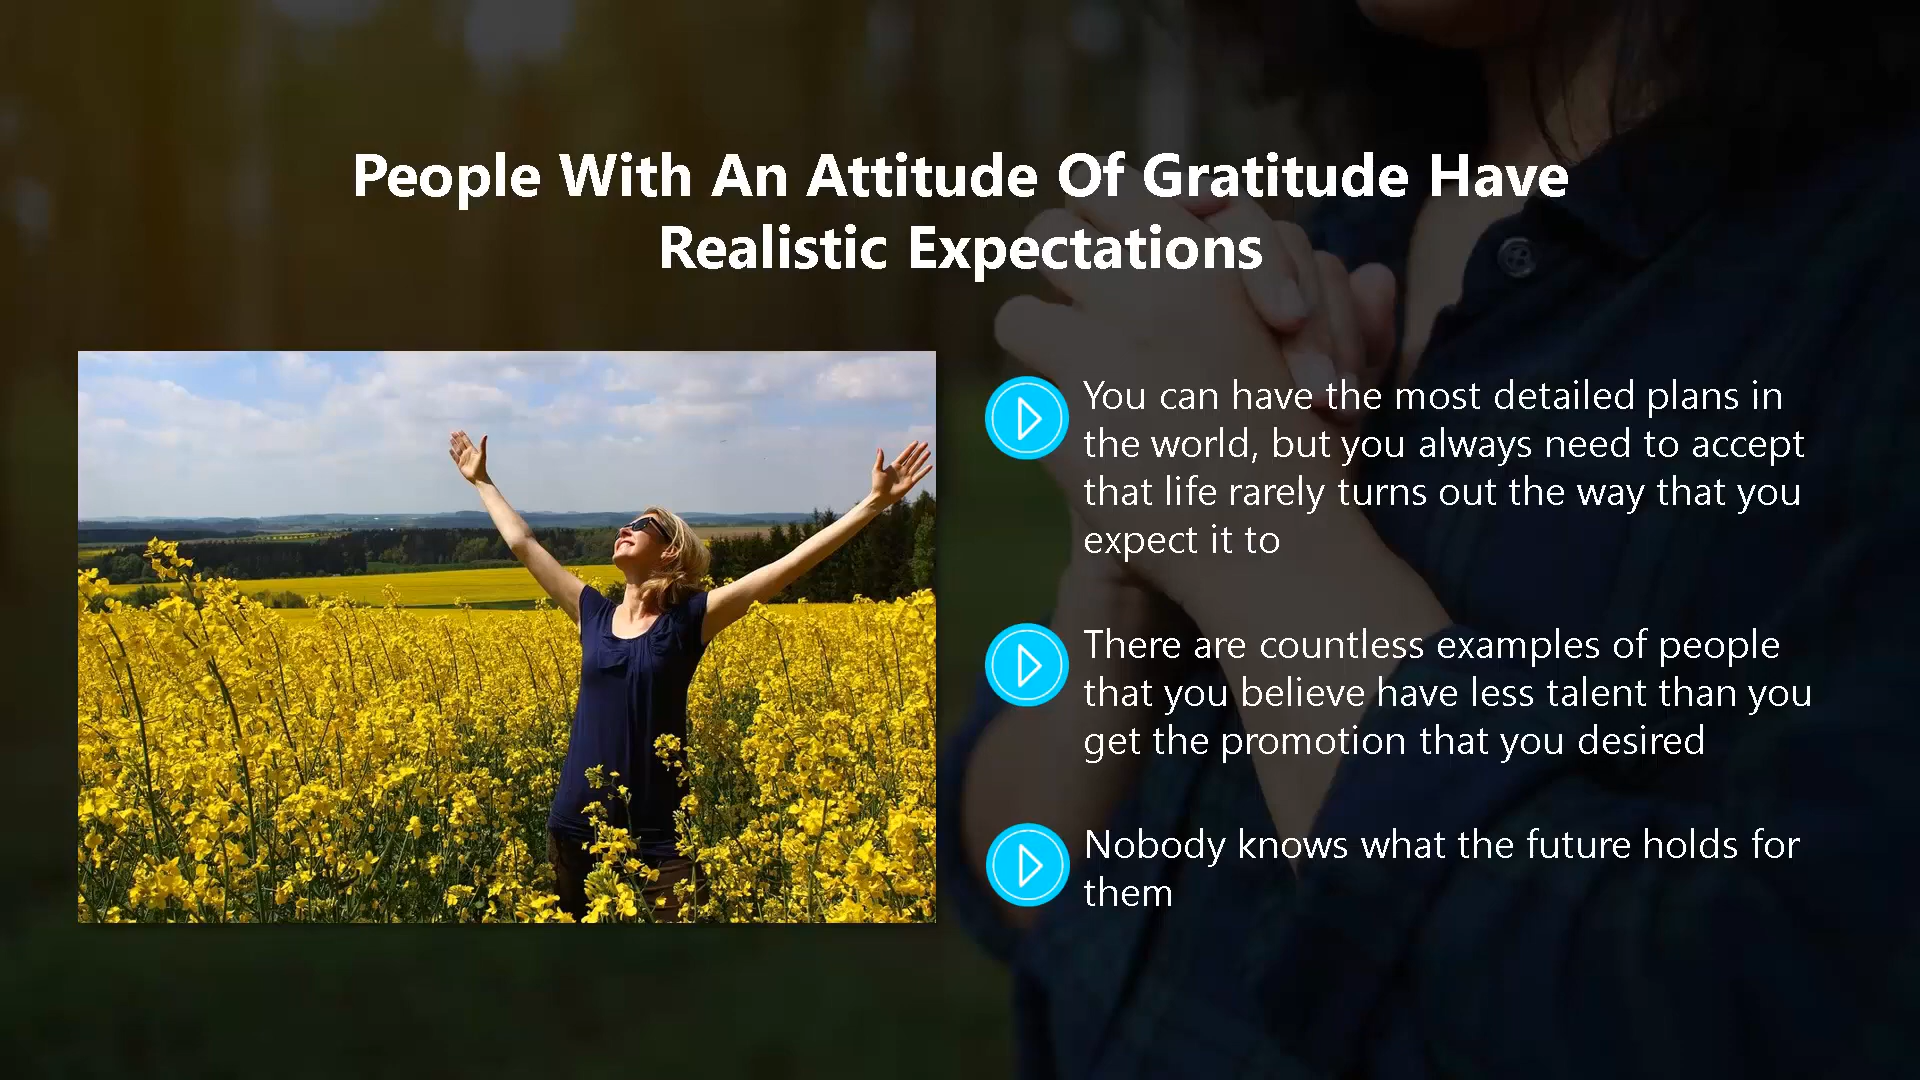 People With An Attitude Of Gratitude Have
Realistic Expectations
You can have the most detailed plans in
the world, but you always need to accept
that life rarely turns out the way that you
expect it to
There are countless examples of people
that you believe have less talent than you
get the promotion that you desired
Nobody knows what the future holds for
them